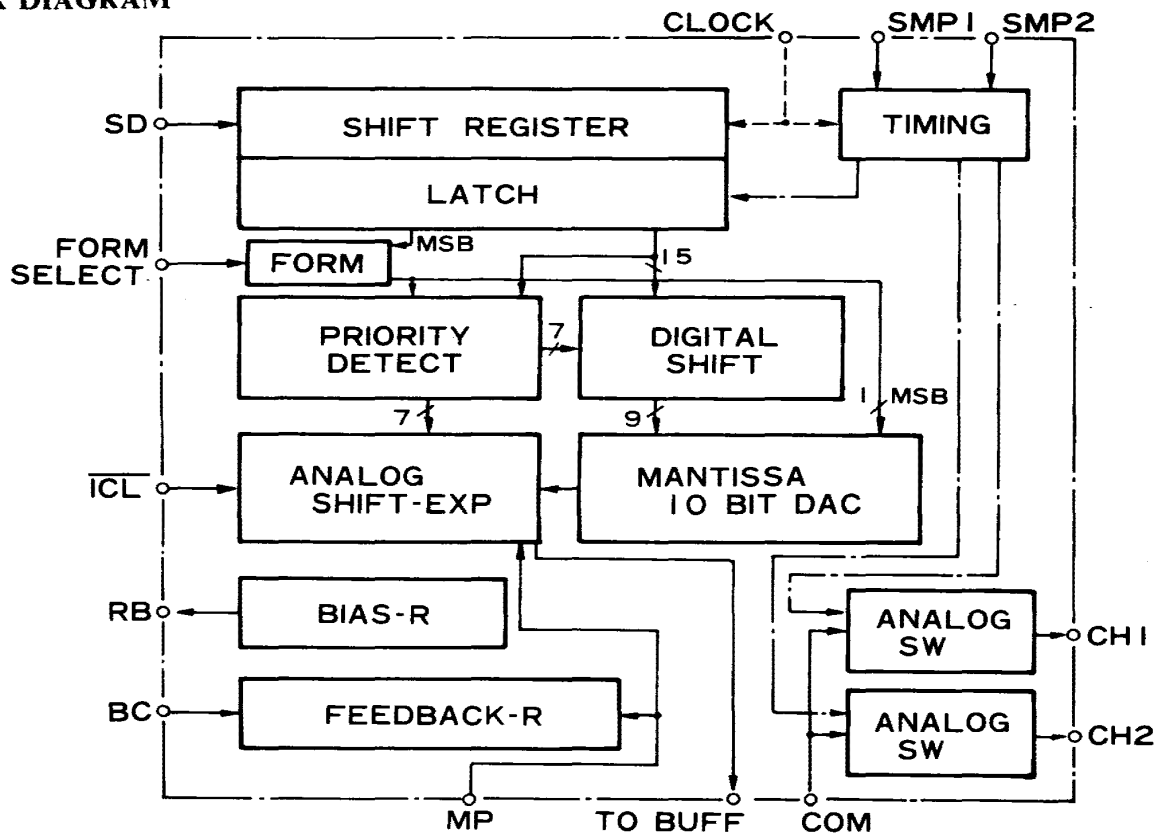 DIAGRAM
CLOCK
SMP1
SMP2
SD
SHIFT REGISTER
TIMING
LATCH
FORM
SELECT
FORM
MSB
15
PRIORITY
DETECT
7
DIGITAL
SHIFT
7
9
1
MSB
ICL
ANALOG
SHIFT-EXP
MANTISSA
10 BIT DAC
RB
BIAS-R
ANALOG
SW
CH1
BC
FEEDBACK-R
ANALOG
SW
CH2
MP
TO BUFF
COM